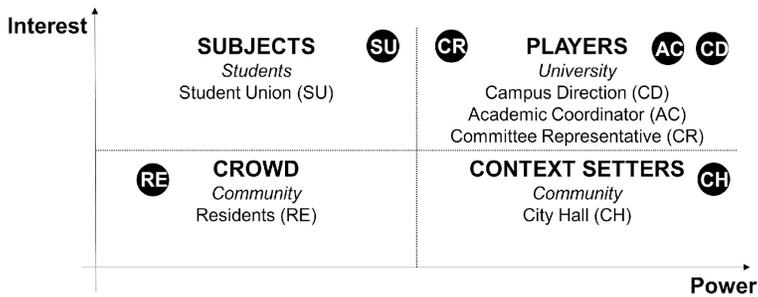 Interest
SUBJECTS SU
Students
Student Union (SU)
CR PLAYERS AC CD
University
Campus Direction (CD)
Academic Coordinator (AC)
Committee Representative (CR)
RE CROWD
Community
Residents (RE)
CONTEXT SETTERS CH
Community
City Hall (CH)
Power